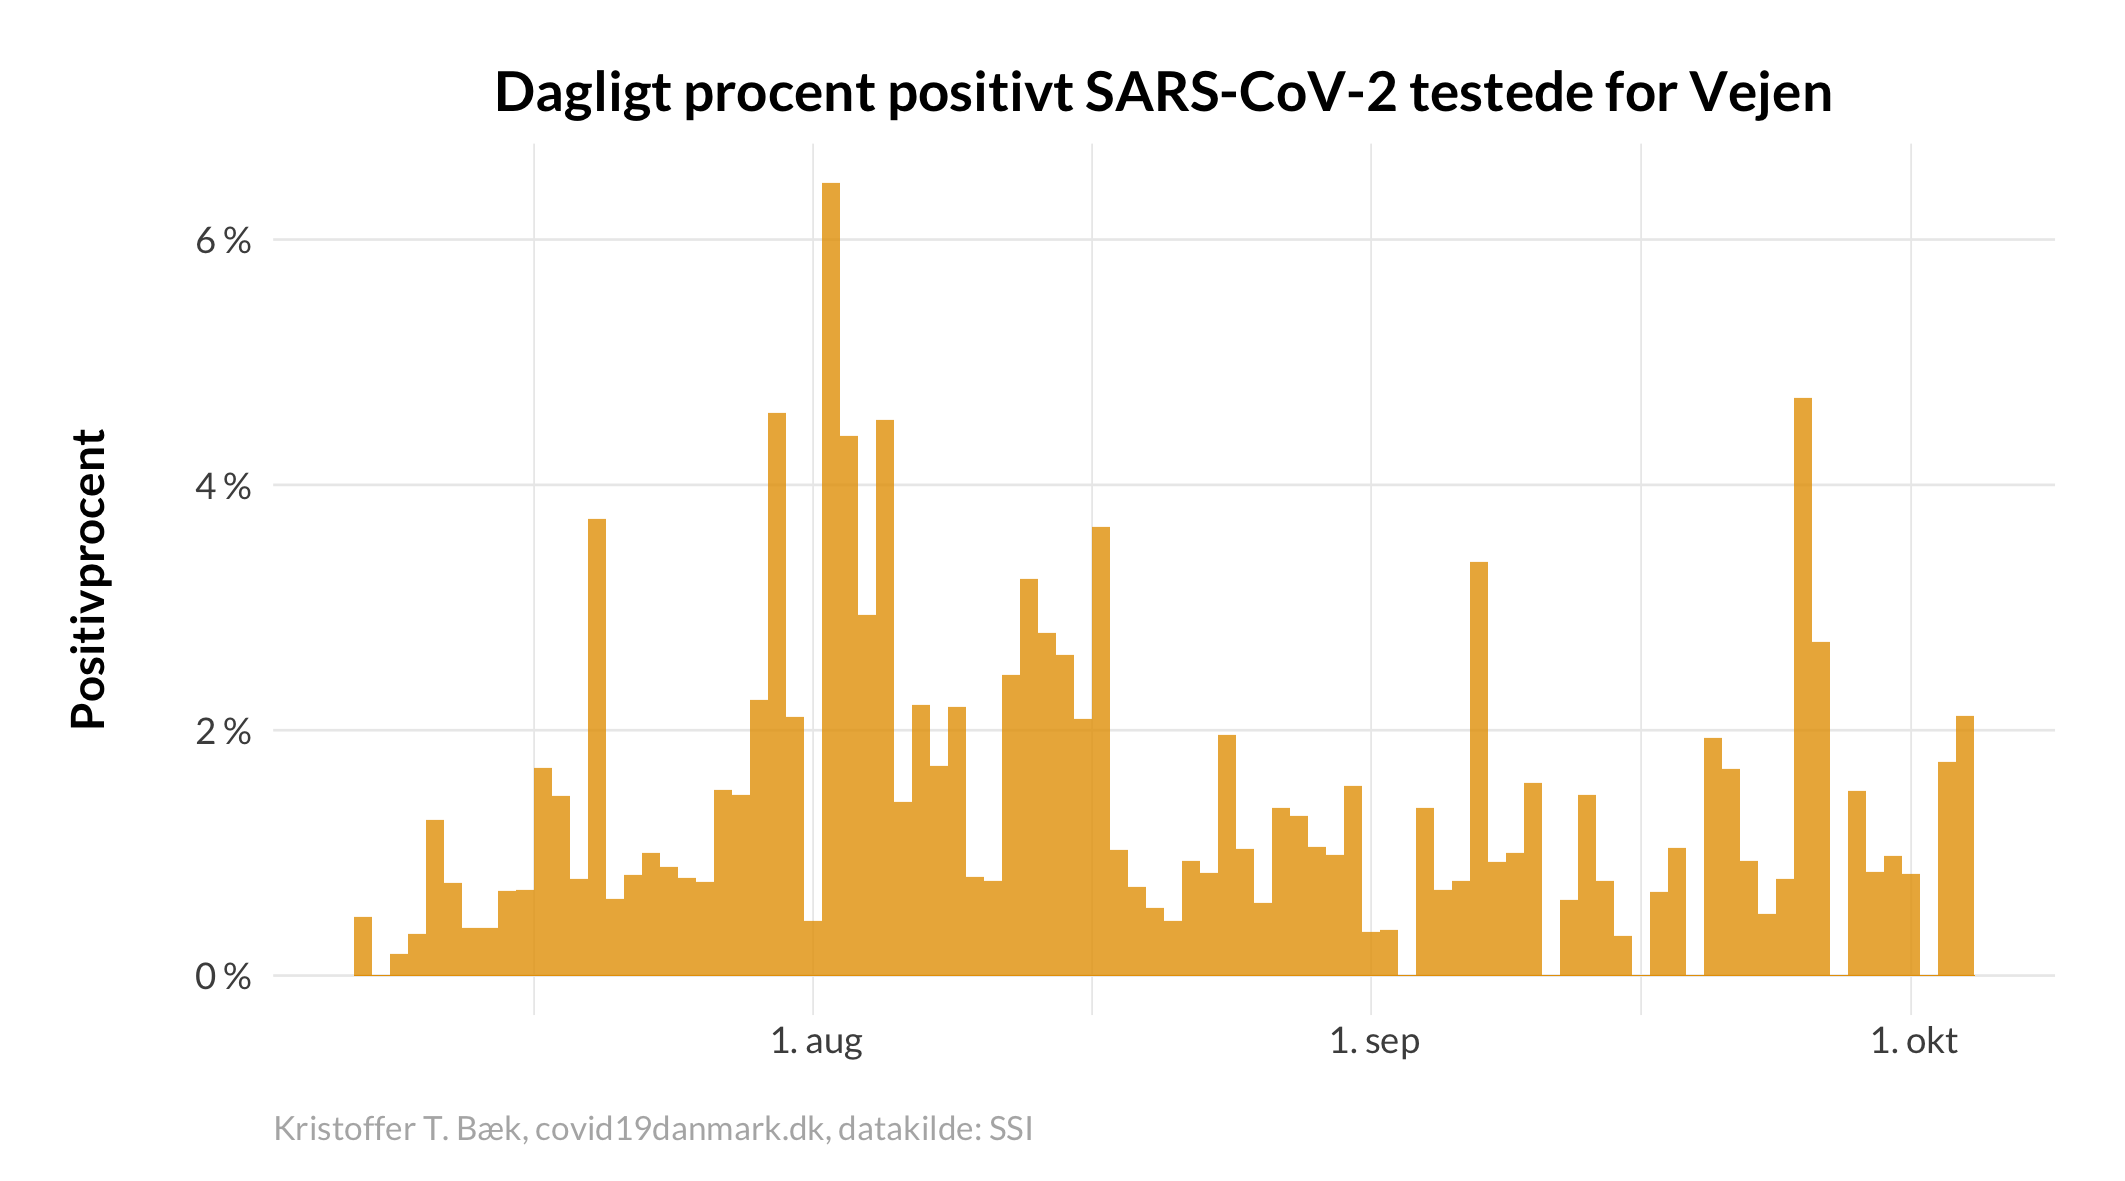 Dagligt procent positivt SARS-CoV-2 testede for Vejen
Positivprocent
6 %
4 %
2 %
0 %
1. aug
1. sep
1. okt
Kristoffer T. Bæk, covid19danmark.dk, datakilde: SSI